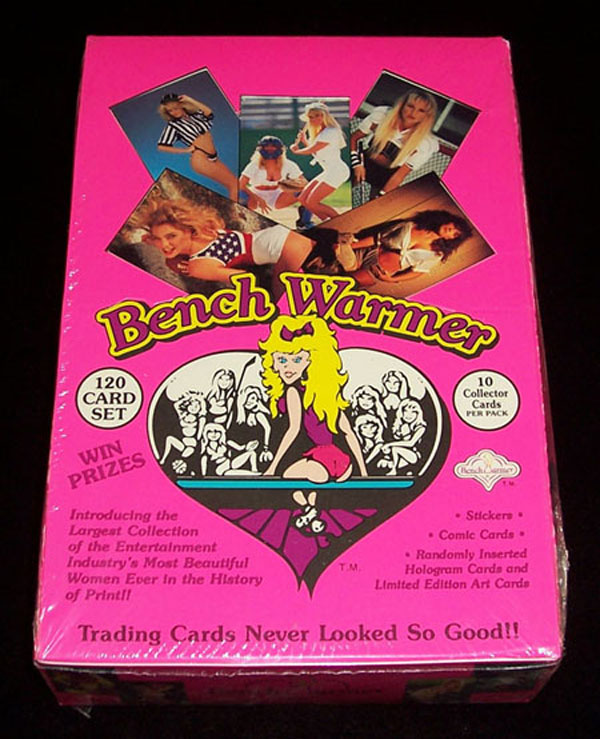 Bench Warmer
120
CARD
SET
10
Collector
Cards
PER PACK
WIN
PRIZES
Bench Warmer
T.M.
Introducing the
Largest Collection
of the Entertainment
Industry's Most Beautiful
Women Ever in the History
of Print!!
T.M.
• Stickers •
• Comic Cards •
• Randomly Inserted
Hologram Cards and
Limited Edition Art Cards
Trading Cards Never Looked So Good!!